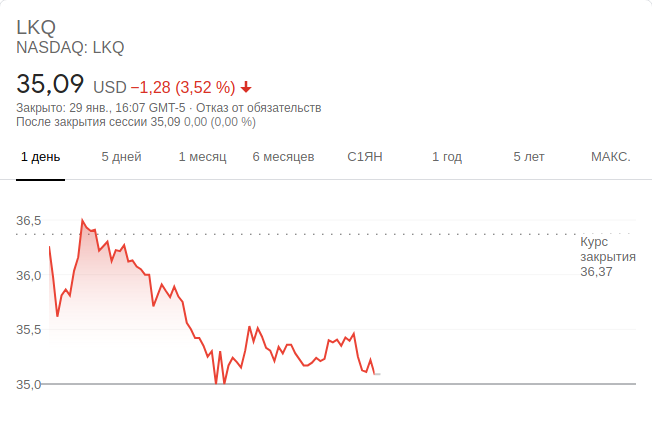 LKQ
NASDAQ: LKQ
35,09 USD −1,28 (3,52 %)
Закрыто: 29 янв., 16:07 GMT-5 · Отказ от обязательств
После закрытия сессии 35,09 0,00 (0,00 %)
1 день 5 дней 1 месяц 6 месяцев С1ЯН 1 год 5 лет МАКС.
36,5
Курс
закрытия
36,37
36,0
35,5
35,0